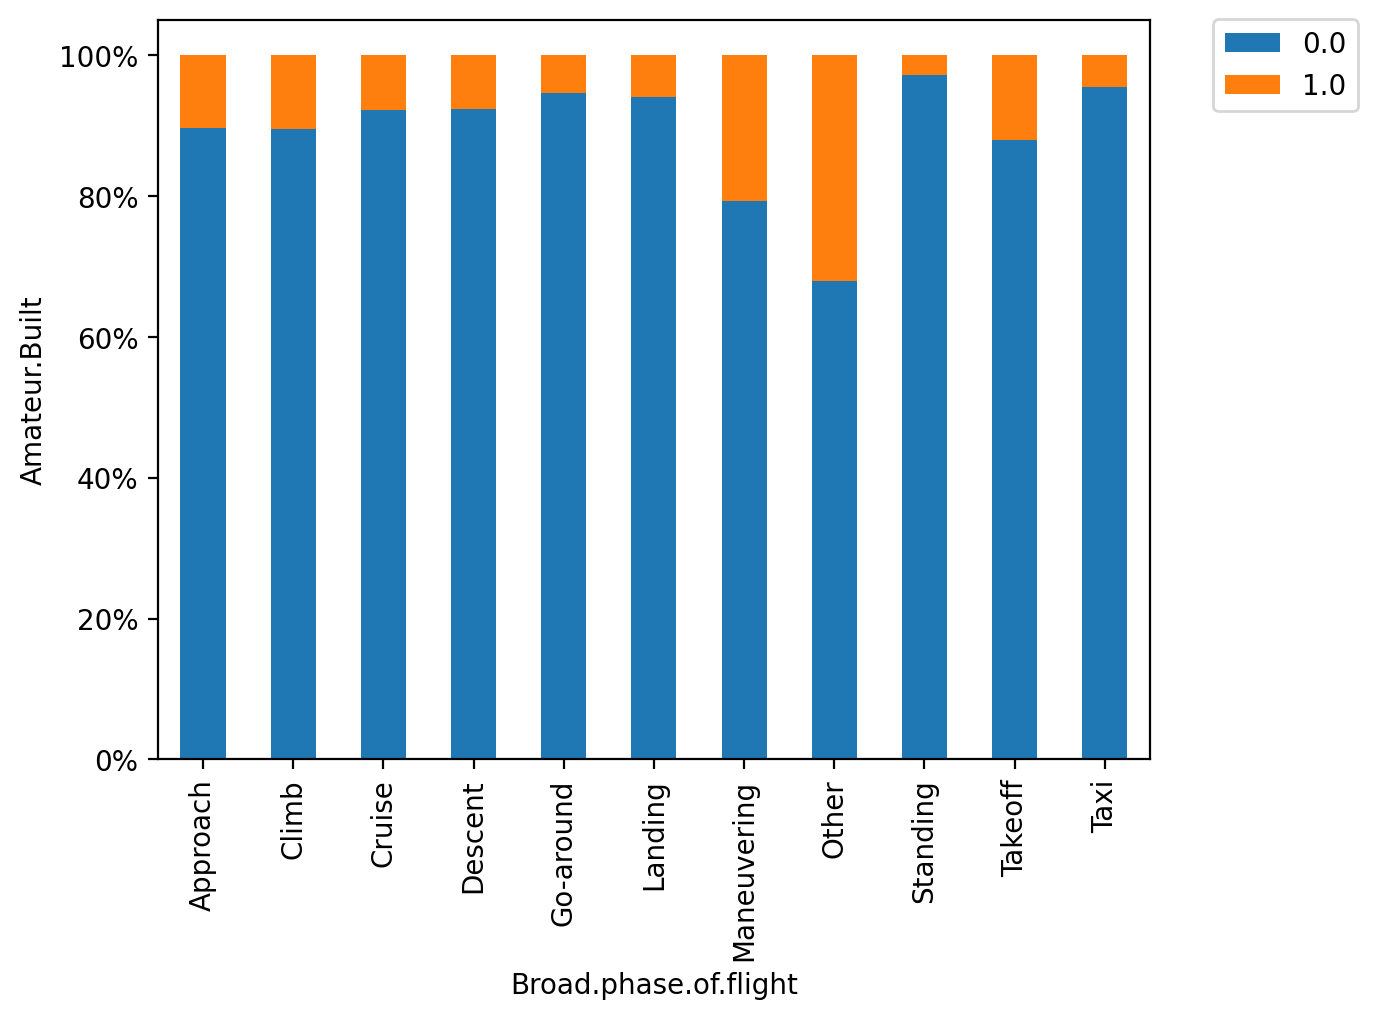 0.0
1.0
100%
80%
60%
40%
20%
0%
Amateur.Built
Approach
Climb
Cruise
Descent
Go-around
Landing
Maneuvering
Other
Standing
Takeoff
Taxi
Broad.phase.of.flight